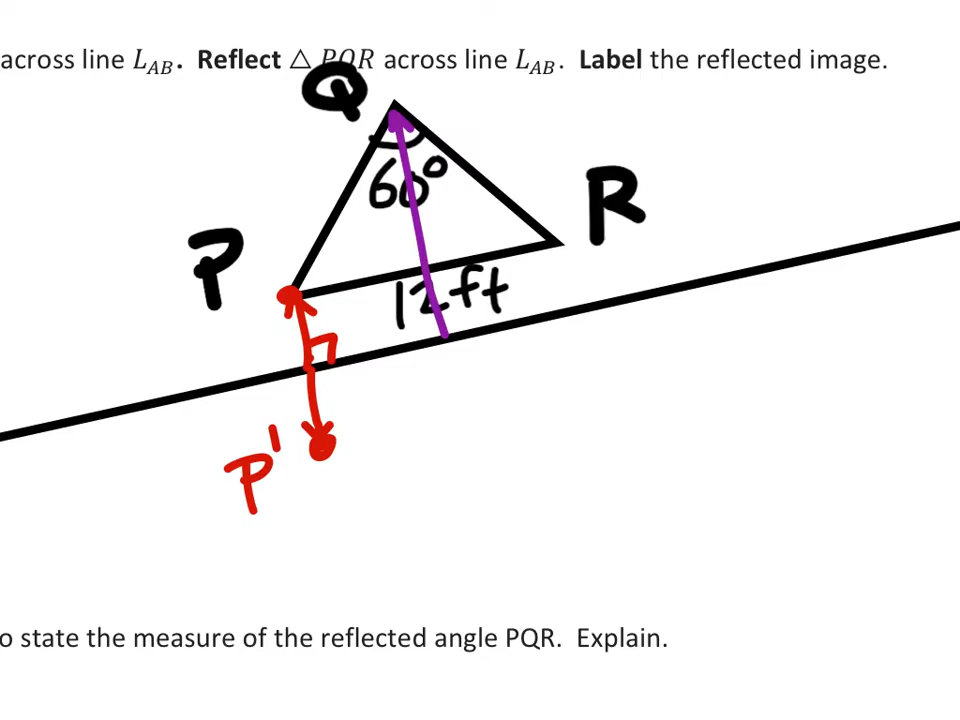 across line L_AB. Reflect △ PQR across line L_AB. Label the reflected image.
Q
60°
R
P
12ft
P'
o state the measure of the reflected angle PQR. Explain.